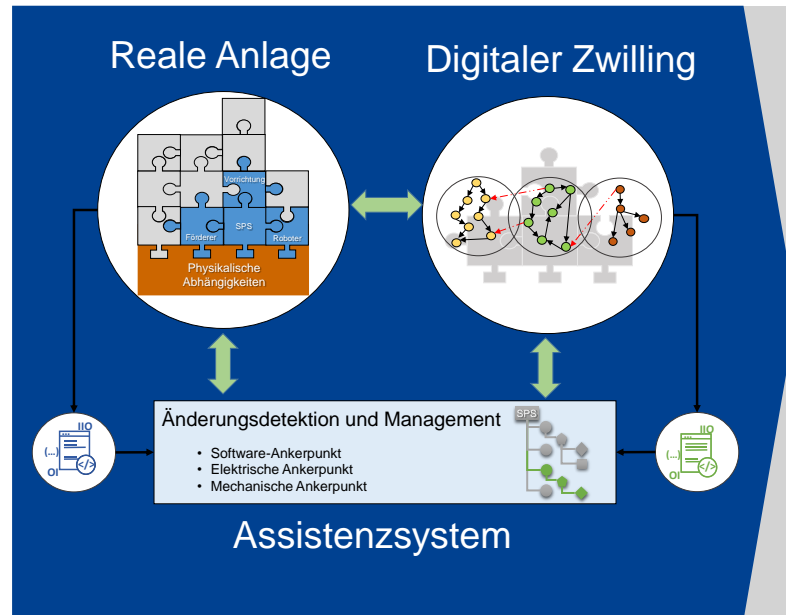 Reale Anlage
Digitaler Zwilling
Vorrichtung
Förderer
SPS
Roboter
Physikalische
Abhängigkeiten
IIO
(...)
</>
OI
Änderungsdetektion und Management
• Software-Ankerpunkt
• Elektrische Ankerpunkt
• Mechanische Ankerpunkt
SPS
IIO
(...)
</>
OI
Assistenzsystem